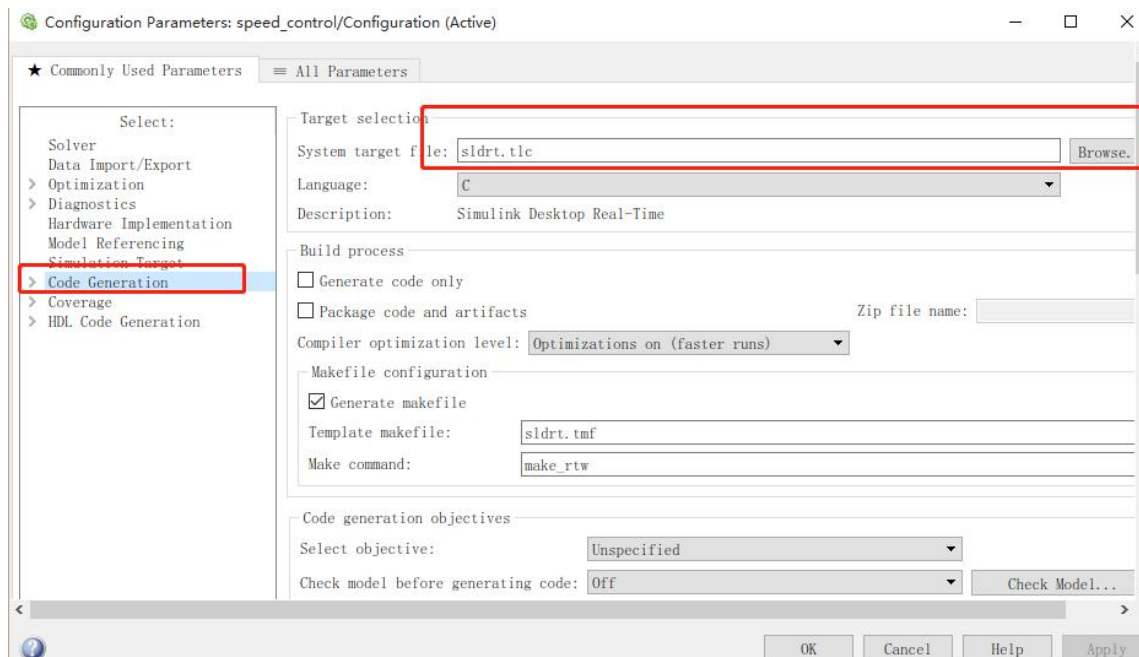 Configuration Parameters: speed_control/Configuration (Active)
★ Commonly Used Parameters
≡ All Parameters
Select:
Solver
Data Import/Export
Optimization
Diagnostics
Hardware Implementation
Model Referencing
Simulation Target
Code Generation
Coverage
HDL Code Generation
Target selection
System target file: sldrt.tlc Browse.
Language: C
Description: Simulink Desktop Real-Time
Build process
Generate code only
Package code and artifacts Zip file name:
Compiler optimization level: Optimizations on (faster runs)
Makefile configuration
Generate makefile
Template makefile: sldrt.tmf
Make command: make_rtw
Code generation objectives
Select objective: Unspecified
Check model before generating code: Off Check Model...
OK Cancel Help Apply